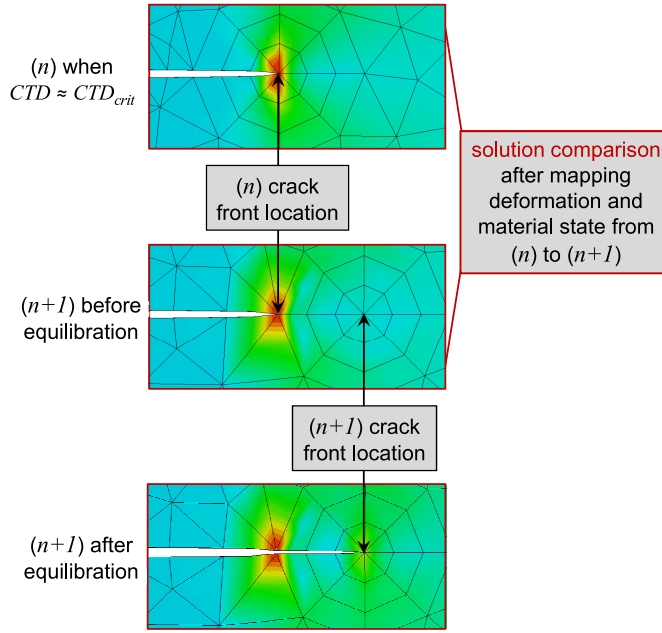 (n) when
CTD ≈ CTDcrit
solution comparison
after mapping
deformation and
material state from
(n) to (n+1)
(n) crack
front location
(n+1) before
equilibration
(n+1) crack
front location
(n+1) after
equilibration